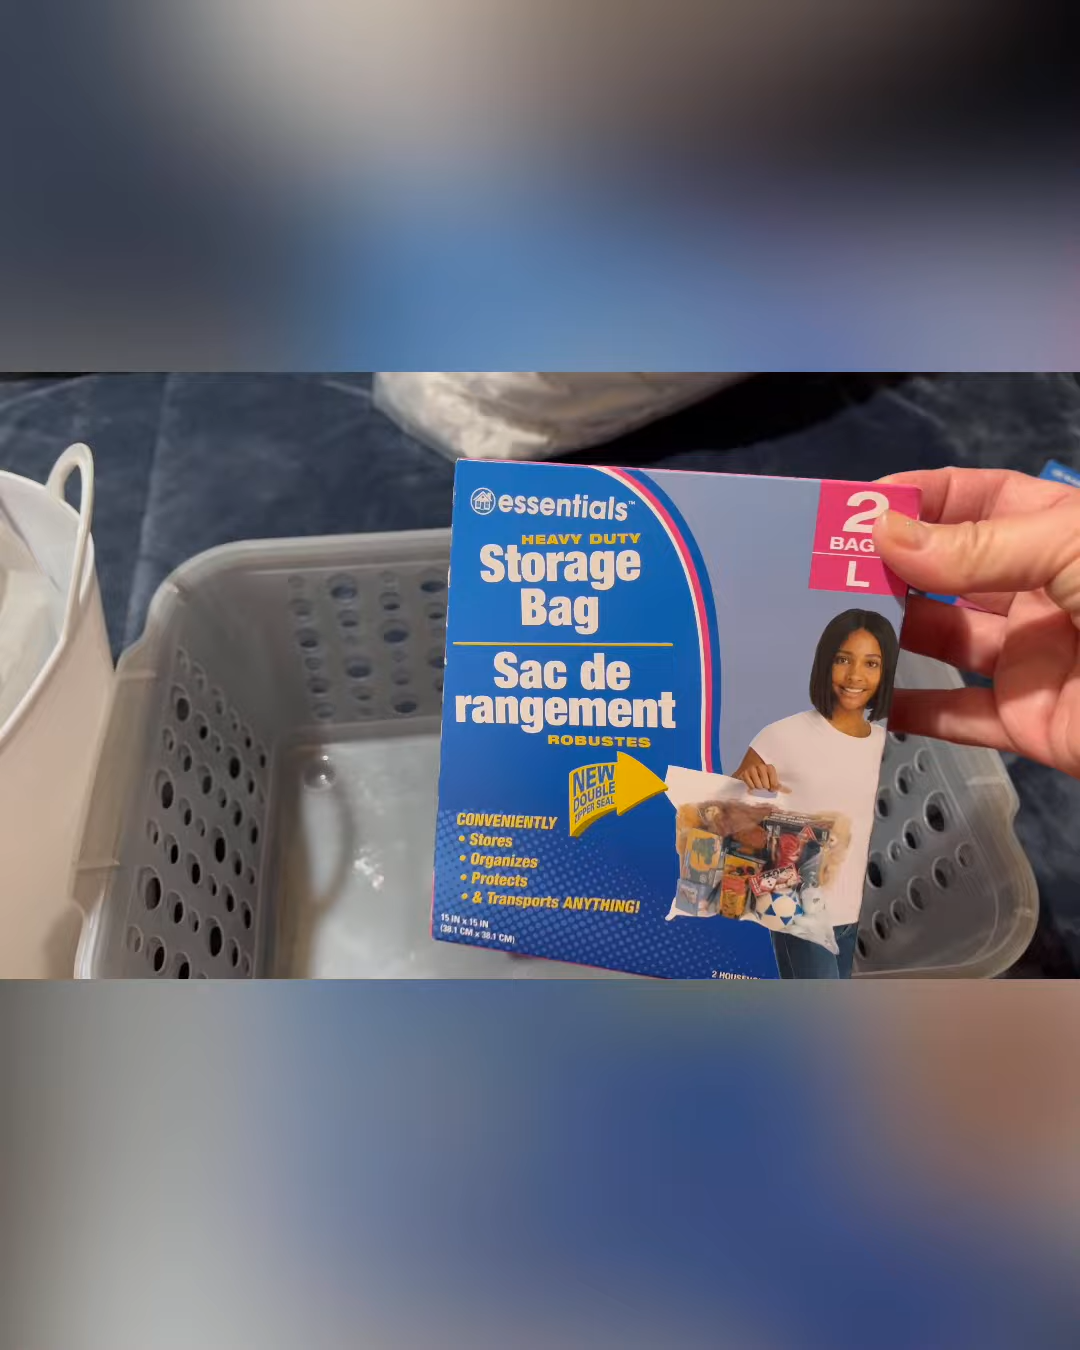 essentials™
HEAVY DUTY
Storage
Bag
Sac de
rangement
ROBUSTES
NEW
DOUBLE
ZIPPER SEAL
CONVENIENTLY
• Stores
• Organizes
• Protects
• & Transports ANYTHING!
15 IN x 15 IN
(38.1 CM x 38.1 CM)
2
L
2